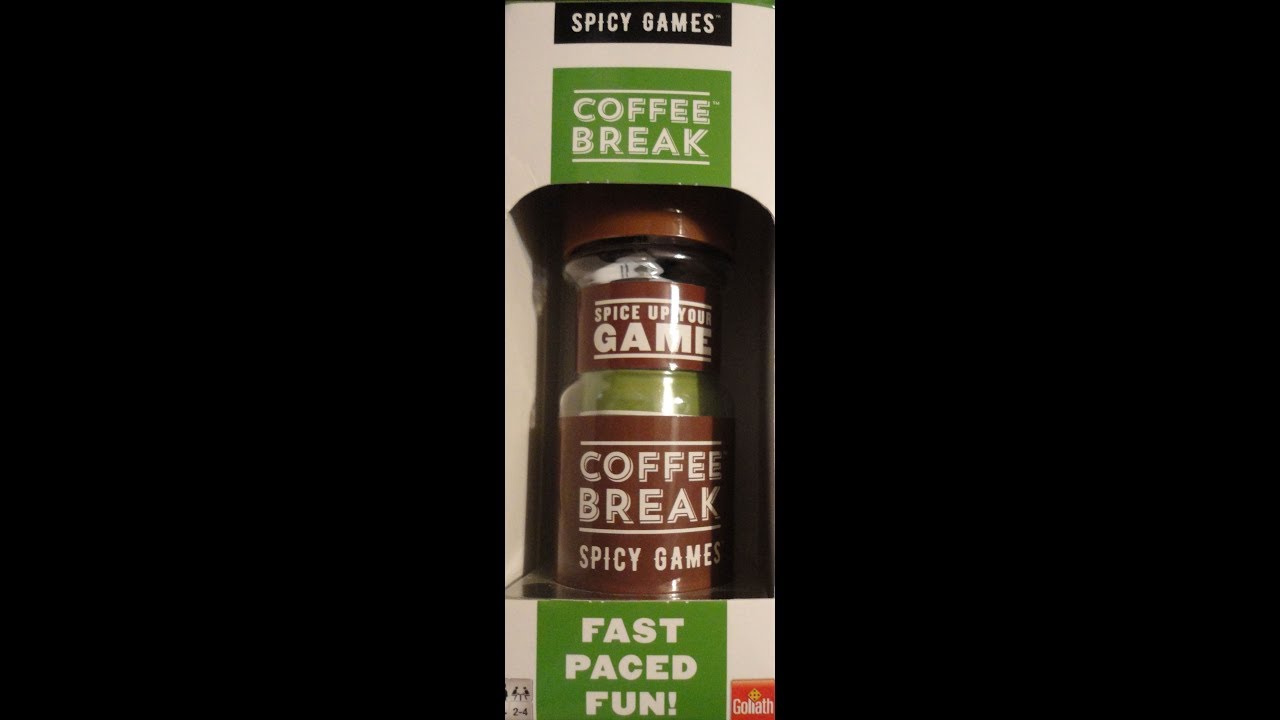 SPICY GAMES™
COFFEE™
BREAK
SPICE UP YOUR
GAME
COFFEE
BREAK
SPICY GAMES
FAST
PACED
FUN!
2-4
Goliath